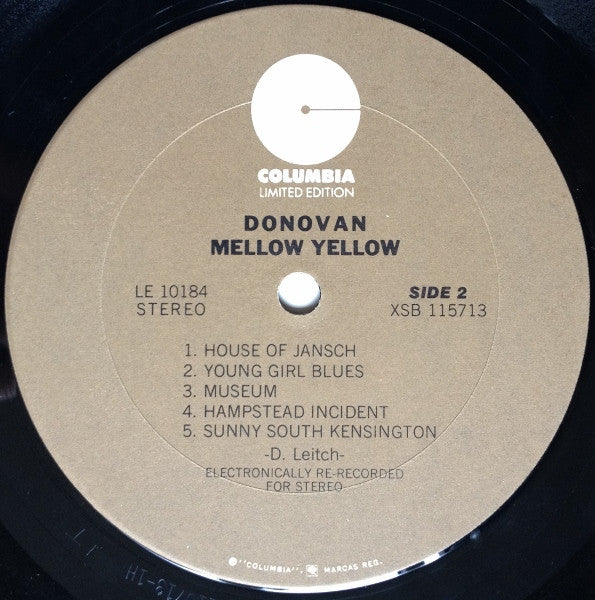 COLUMBIA
LIMITED EDITION
DONOVAN
MELLOW YELLOW
LE 10184
STEREO
SIDE 2
XSB 115713
1. HOUSE OF JANSCH
2. YOUNG GIRL BLUES
3. MUSEUM
4. HAMPSTEAD INCIDENT
5. SUNNY SOUTH KENSINGTON
-D. Leitch-
ELECTRONICALLY RE-RECORDED
FOR STEREO
"COLUMBIA", MARCAS REG.